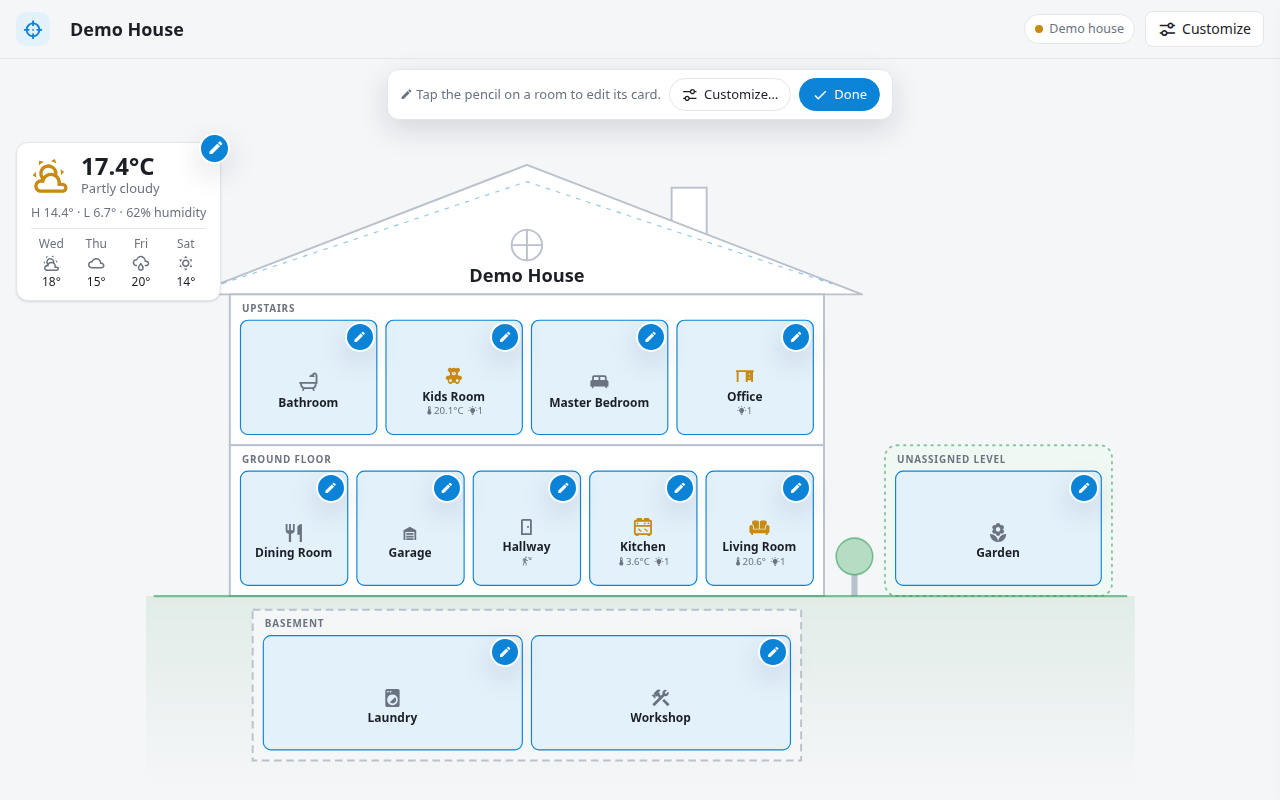 Demo House
Demo house
Customize
Tap the pencil on a room to edit its card.
Customize...
Done
17.4°C
Partly cloudy
H 14.4° · L 6.7° · 62% humidity
Wed Thu Fri Sat
18° 15° 20° 14°
Demo House
UPSTAIRS
Bathroom
Kids Room
20.1°C 1
Master Bedroom
Office
1
GROUND FLOOR
Dining Room
Garage
Hallway
Kitchen
3.6°C 1
Living Room
20.6° 1
UNASSIGNED LEVEL
Garden
BASEMENT
Laundry
Workshop